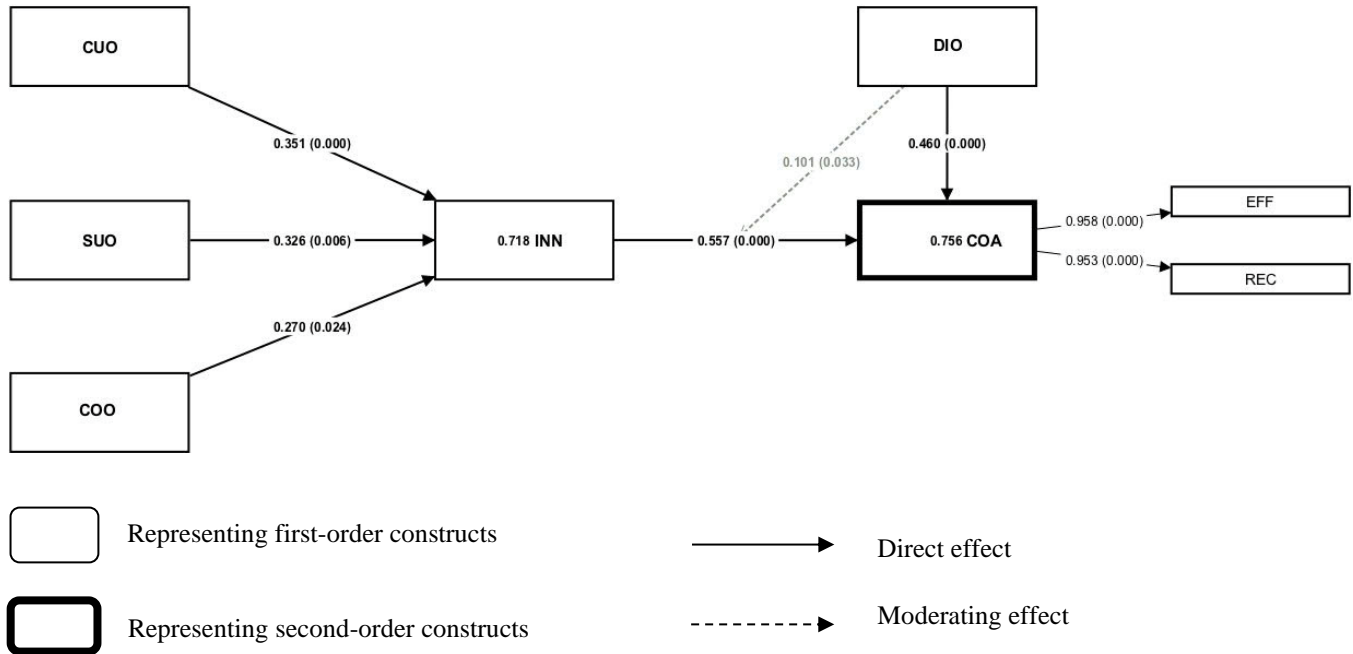 CUO
DIO
0.351 (0.000)
0.460 (0.000)
0.101 (0.033)
SUO
0.326 (0.006)
0.718 INN
0.557 (0.000)
0.756 COA
0.958 (0.000)
EFF
0.953 (0.000)
REC
0.270 (0.024)
COO
Representing first-order constructs
Direct effect
Representing second-order constructs
Moderating effect